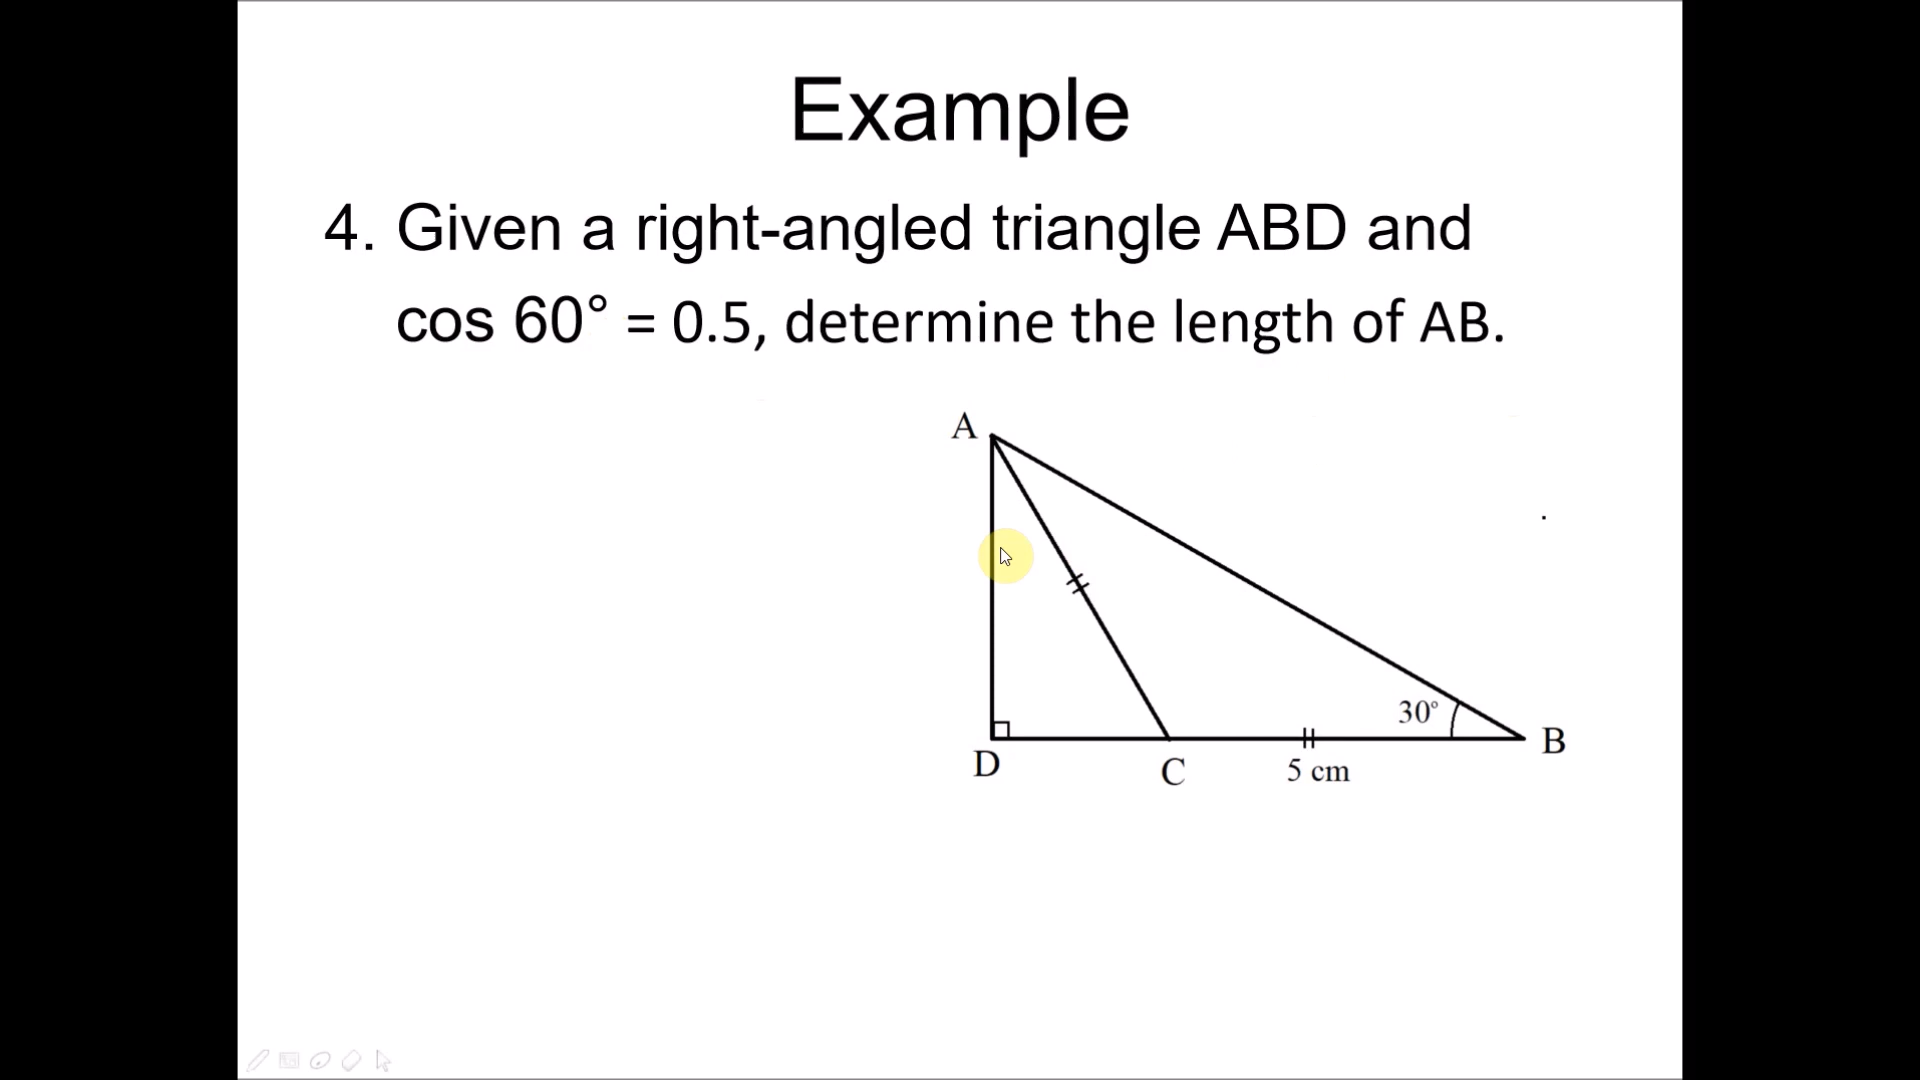 Example
4. Given a right-angled triangle ABD and
cos 60° = 0.5, determine the length of AB.
A
30°
B
D
C
5 cm